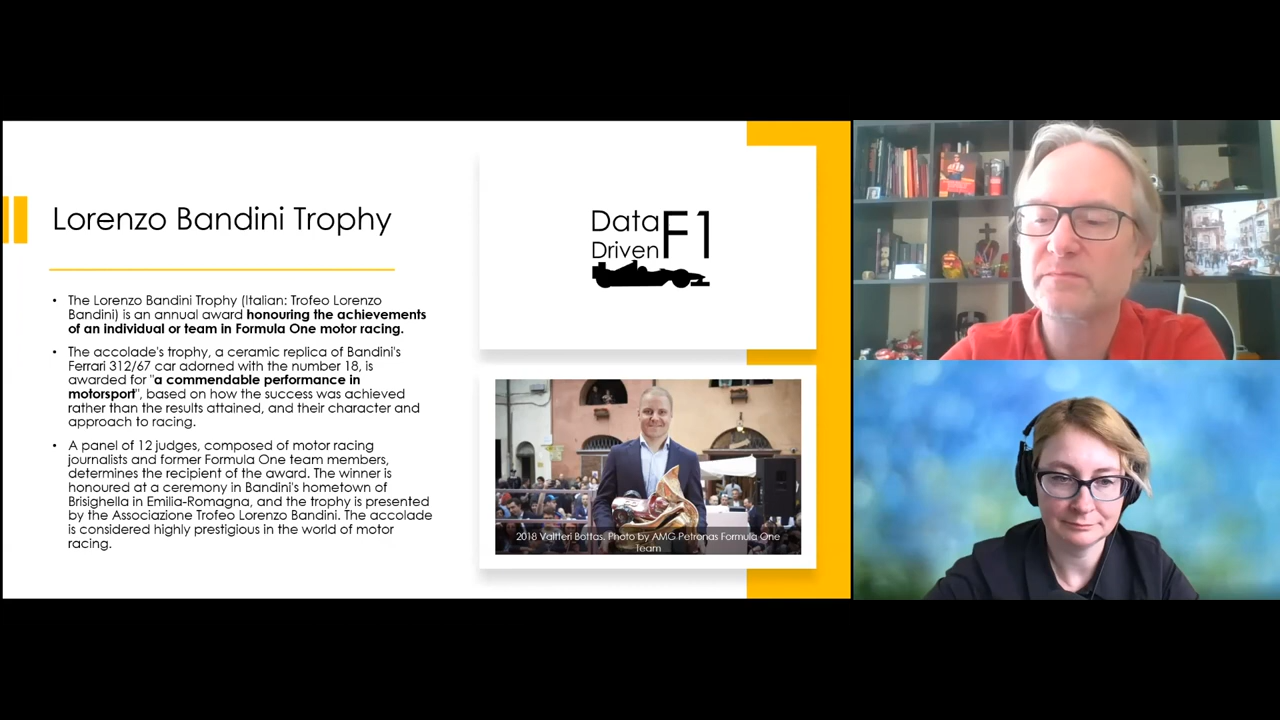 Lorenzo Bandini Trophy
• The Lorenzo Bandini Trophy (Italian: Trofeo Lorenzo
Bandini) is an annual award honouring the achievements
of an individual or team in Formula One motor racing.
• The accolade's trophy, a ceramic replica of Bandini's
Ferrari 312/67 car adorned with the number 18, is
awarded for "a commendable performance in
motorsport", based on how the success was achieved
rather than the results attained, and their character and
approach to racing.
• A panel of 12 judges, composed of motor racing
journalists and former Formula One team members,
determines the recipient of the award. The winner is
honoured at a ceremony in Bandini's hometown of
Brisighella in Emilia-Romagna, and the trophy is presented
by the Associazione Trofeo Lorenzo Bandini. The accolade
is considered highly prestigious in the world of motor
racing.
Data
Driven F1
2018 Valtteri Bottas. Photo by AMG Petronas Formula One
Team